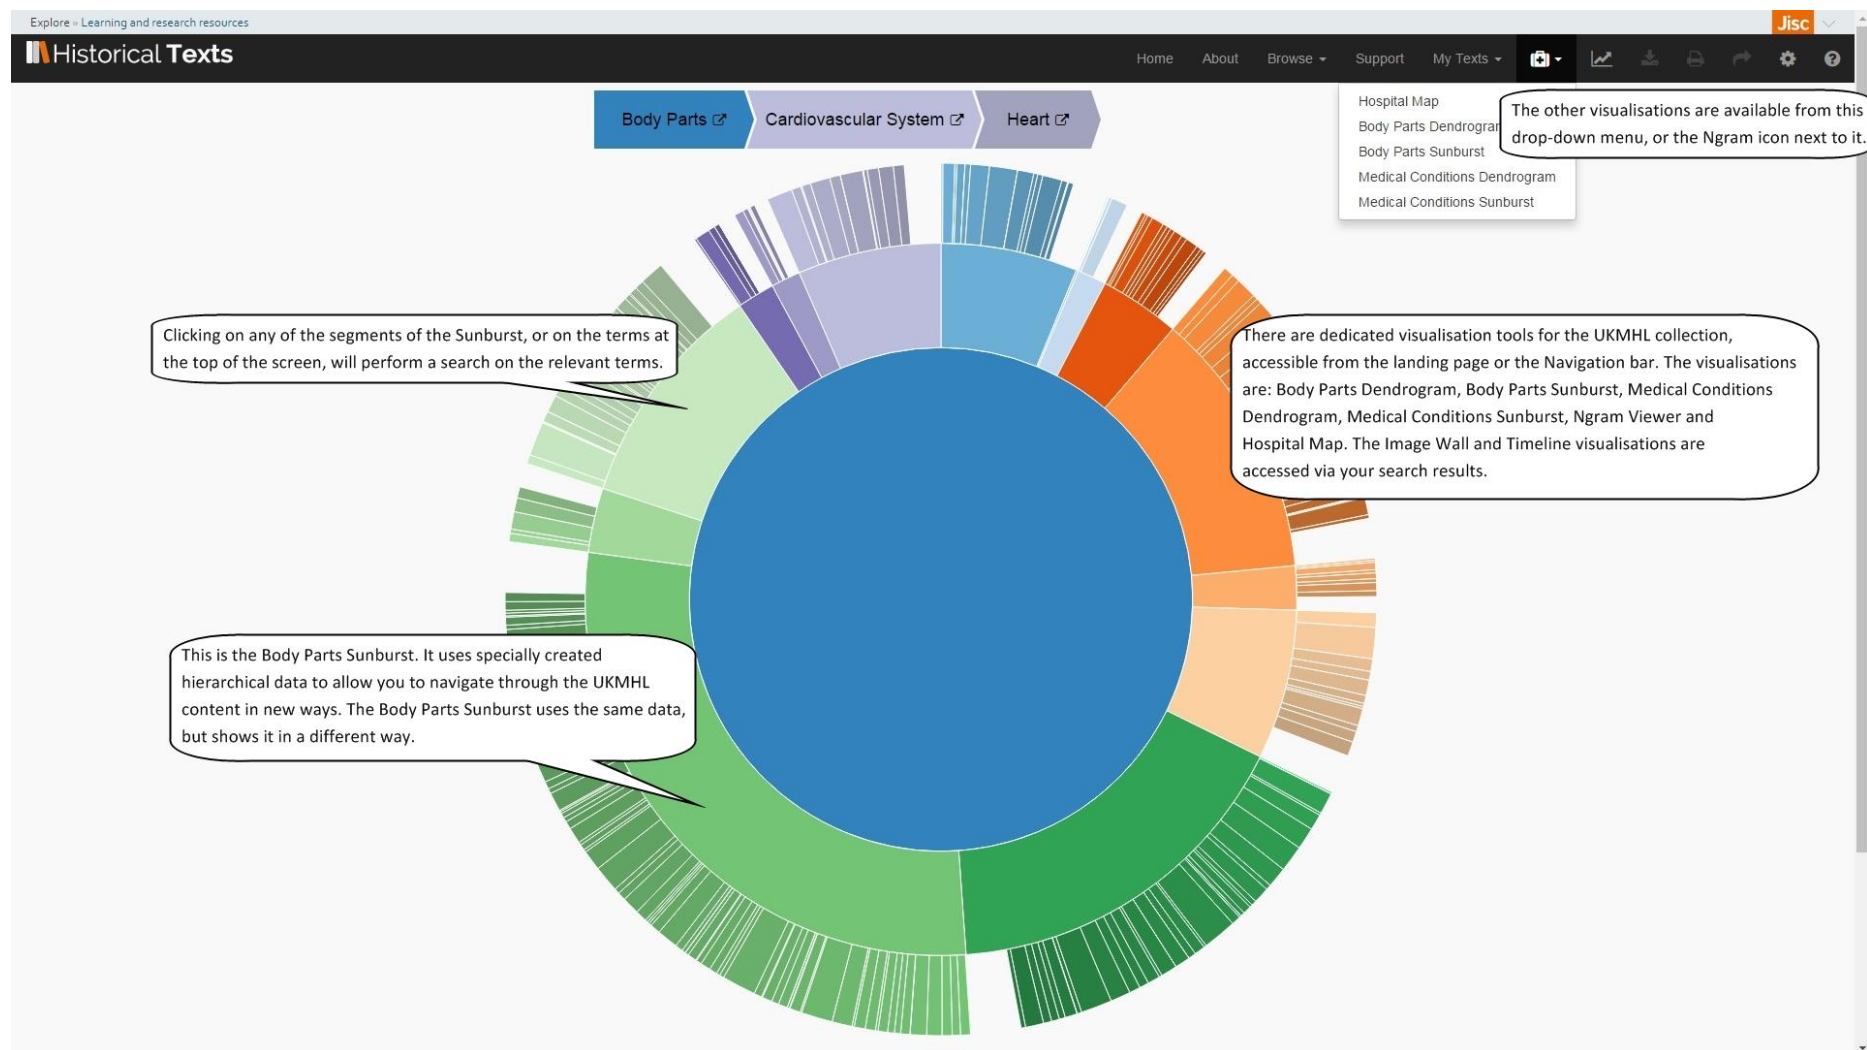 Explore » Learning and research resources
Jisc
Historical Texts
Home About Browse Support My Texts
Body Parts Cardiovascular System Heart
Hospital Map
Body Parts Dendrogram
Body Parts Sunburst
Medical Conditions Dendrogram
Medical Conditions Sunburst
The other visualisations are available from this
drop-down menu, or the Ngram icon next to it.
Clicking on any of the segments of the Sunburst, or on the terms at
the top of the screen, will perform a search on the relevant terms.
There are dedicated visualisation tools for the UKMHL collection,
accessible from the landing page or the Navigation bar. The visualisations
are: Body Parts Dendrogram, Body Parts Sunburst, Medical Conditions
Dendrogram, Medical Conditions Sunburst, Ngram Viewer and
Hospital Map. The Image Wall and Timeline visualisations are
accessed via your search results.
This is the Body Parts Sunburst. It uses specially created
hierarchical data to allow you to navigate through the UKMHL
content in new ways. The Body Parts Sunburst uses the same data,
but shows it in a different way.